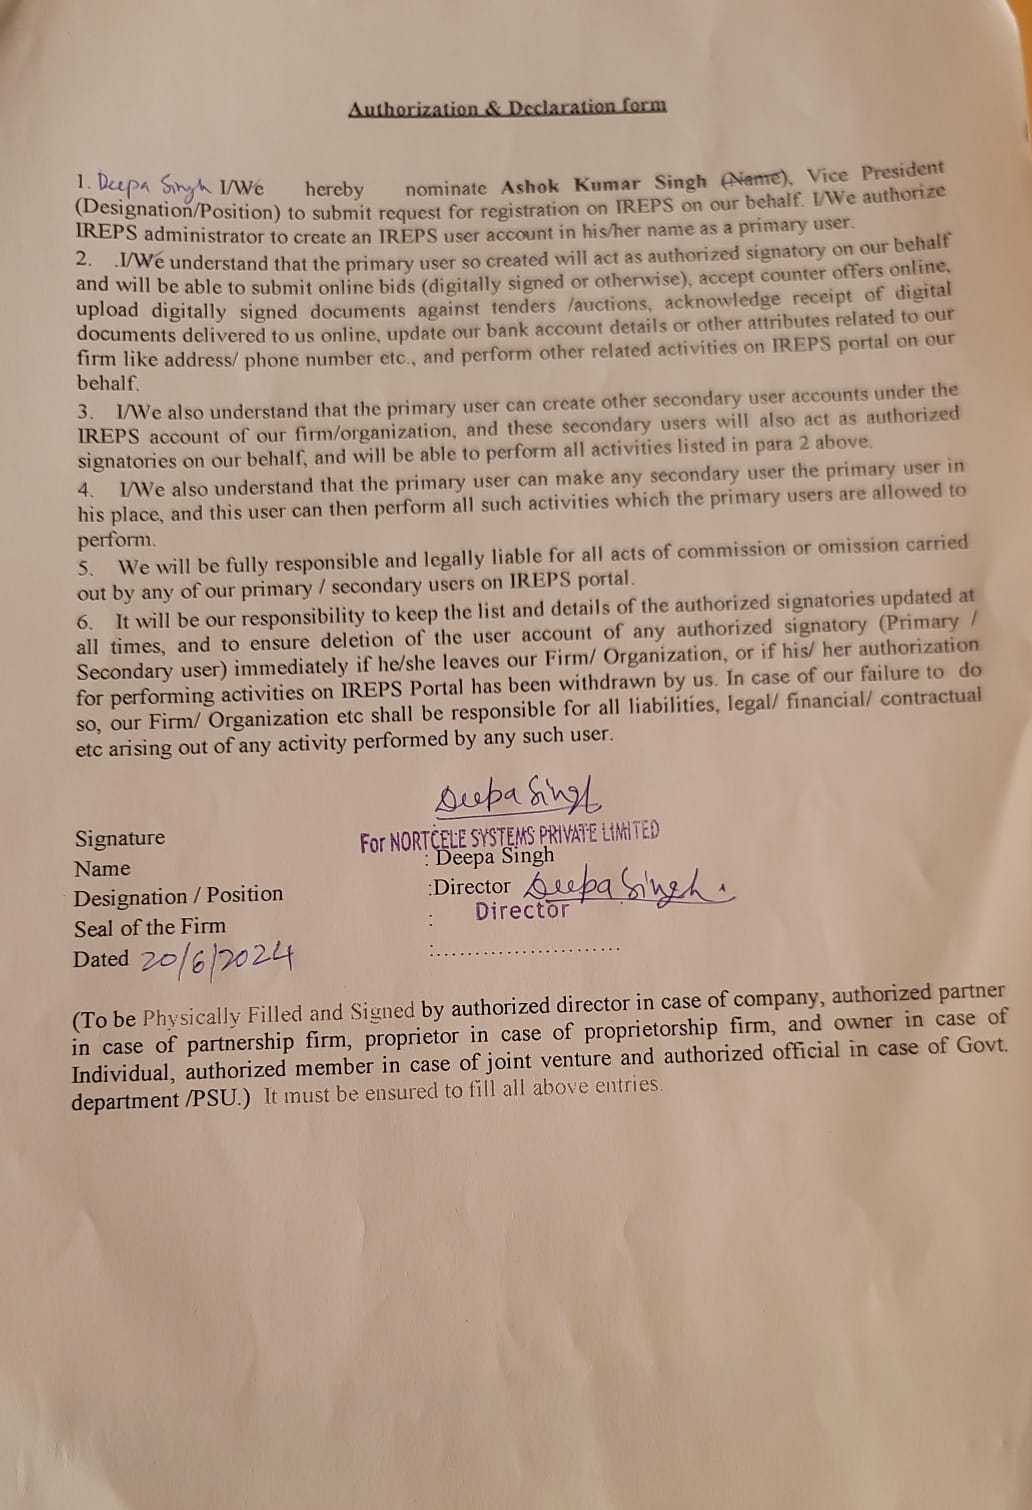 Authorization & Declaration form
1. Deepa Singh I/We hereby nominate Ashok Kumar Singh (Name), Vice President
(Designation/Position) to submit request for registration on IREPS on our behalf. I/We authorize
IREPS administrator to create an IREPS user account in his/her name as a primary user.
2. .I/We understand that the primary user so created will act as authorized signatory on our behalf
and will be able to submit online bids (digitally signed or otherwise), accept counter offers online,
upload digitally signed documents against tenders /auctions, acknowledge receipt of digital
documents delivered to us online, update our bank account details or other attributes related to our
firm like address/ phone number etc., and perform other related activities on IREPS portal on our
behalf.
3. I/We also understand that the primary user can create other secondary user accounts under the
IREPS account of our firm/organization, and these secondary users will also act as authorized
signatories on our behalf, and will be able to perform all activities listed in para 2 above.
4. I/We also understand that the primary user can make any secondary user the primary user in
his place, and this user can then perform all such activities which the primary users are allowed to
perform.
5. We will be fully responsible and legally liable for all acts of commission or omission carried
out by any of our primary / secondary users on IREPS portal.
6. It will be our responsibility to keep the list and details of the authorized signatories updated at
all times, and to ensure deletion of the user account of any authorized signatory (Primary /
Secondary user) immediately if he/she leaves our Firm/ Organization, or if his/ her authorization
for performing activities on IREPS Portal has been withdrawn by us. In case of our failure to do
so, our Firm/ Organization etc shall be responsible for all liabilities, legal/ financial/ contractual
etc arising out of any activity performed by any such user.
Deepa Singh
Signature
For NORTCELE SYSTEMS PRIVATE LIMITED
Name : Deepa Singh
Designation / Position :Director Deepa Singh.
Director
Seal of the Firm :
Dated 20/6/2024 :........................
(To be Physically Filled and Signed by authorized director in case of company, authorized partner
in case of partnership firm, proprietor in case of proprietorship firm, and owner in case of
Individual, authorized member in case of joint venture and authorized official in case of Govt.
department /PSU.) It must be ensured to fill all above entries.